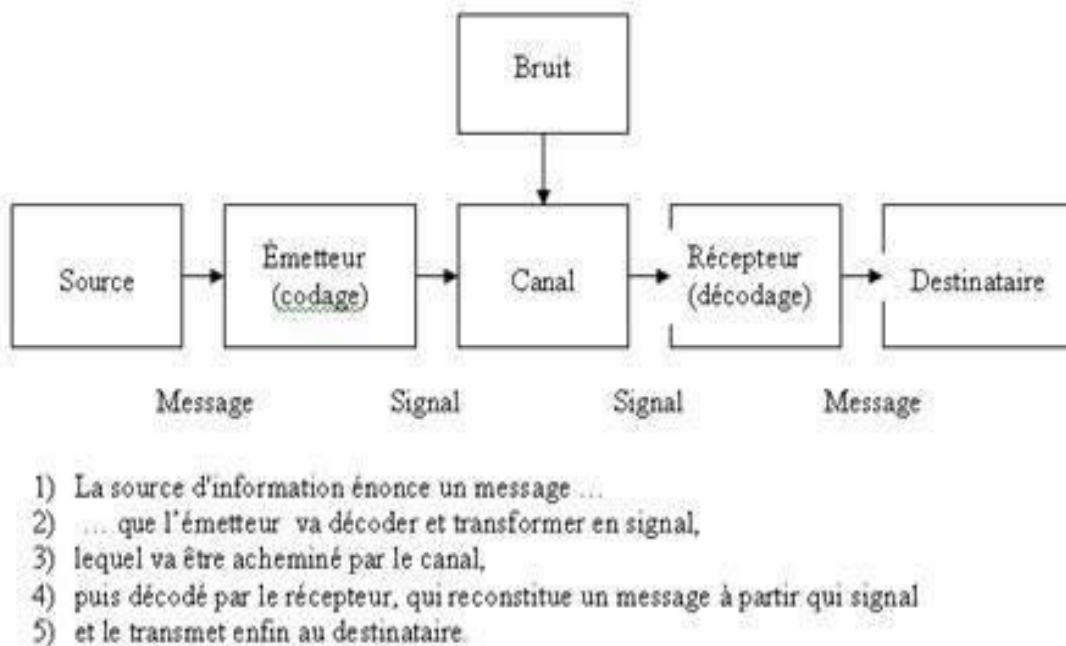 Bruit
Source
Émetteur
(codage)
Canal
Récepteur
(décodage)
Destinataire
Message
Signal
Signal
Message
1) La source d'information énonce un message ...
2) ... que l'émetteur va décoder et transformer en signal,
3) lequel va être acheminé par le canal,
4) puis décodé par le récepteur, qui reconstitue un message à partir qui signal
5) et le transmet enfin au destinataire.